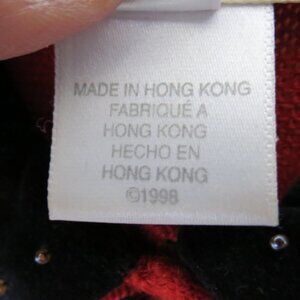 MADE IN HONG KONG
FABRIQUÉ A
HONG KONG
HECHO EN
HONG KONG
©1998